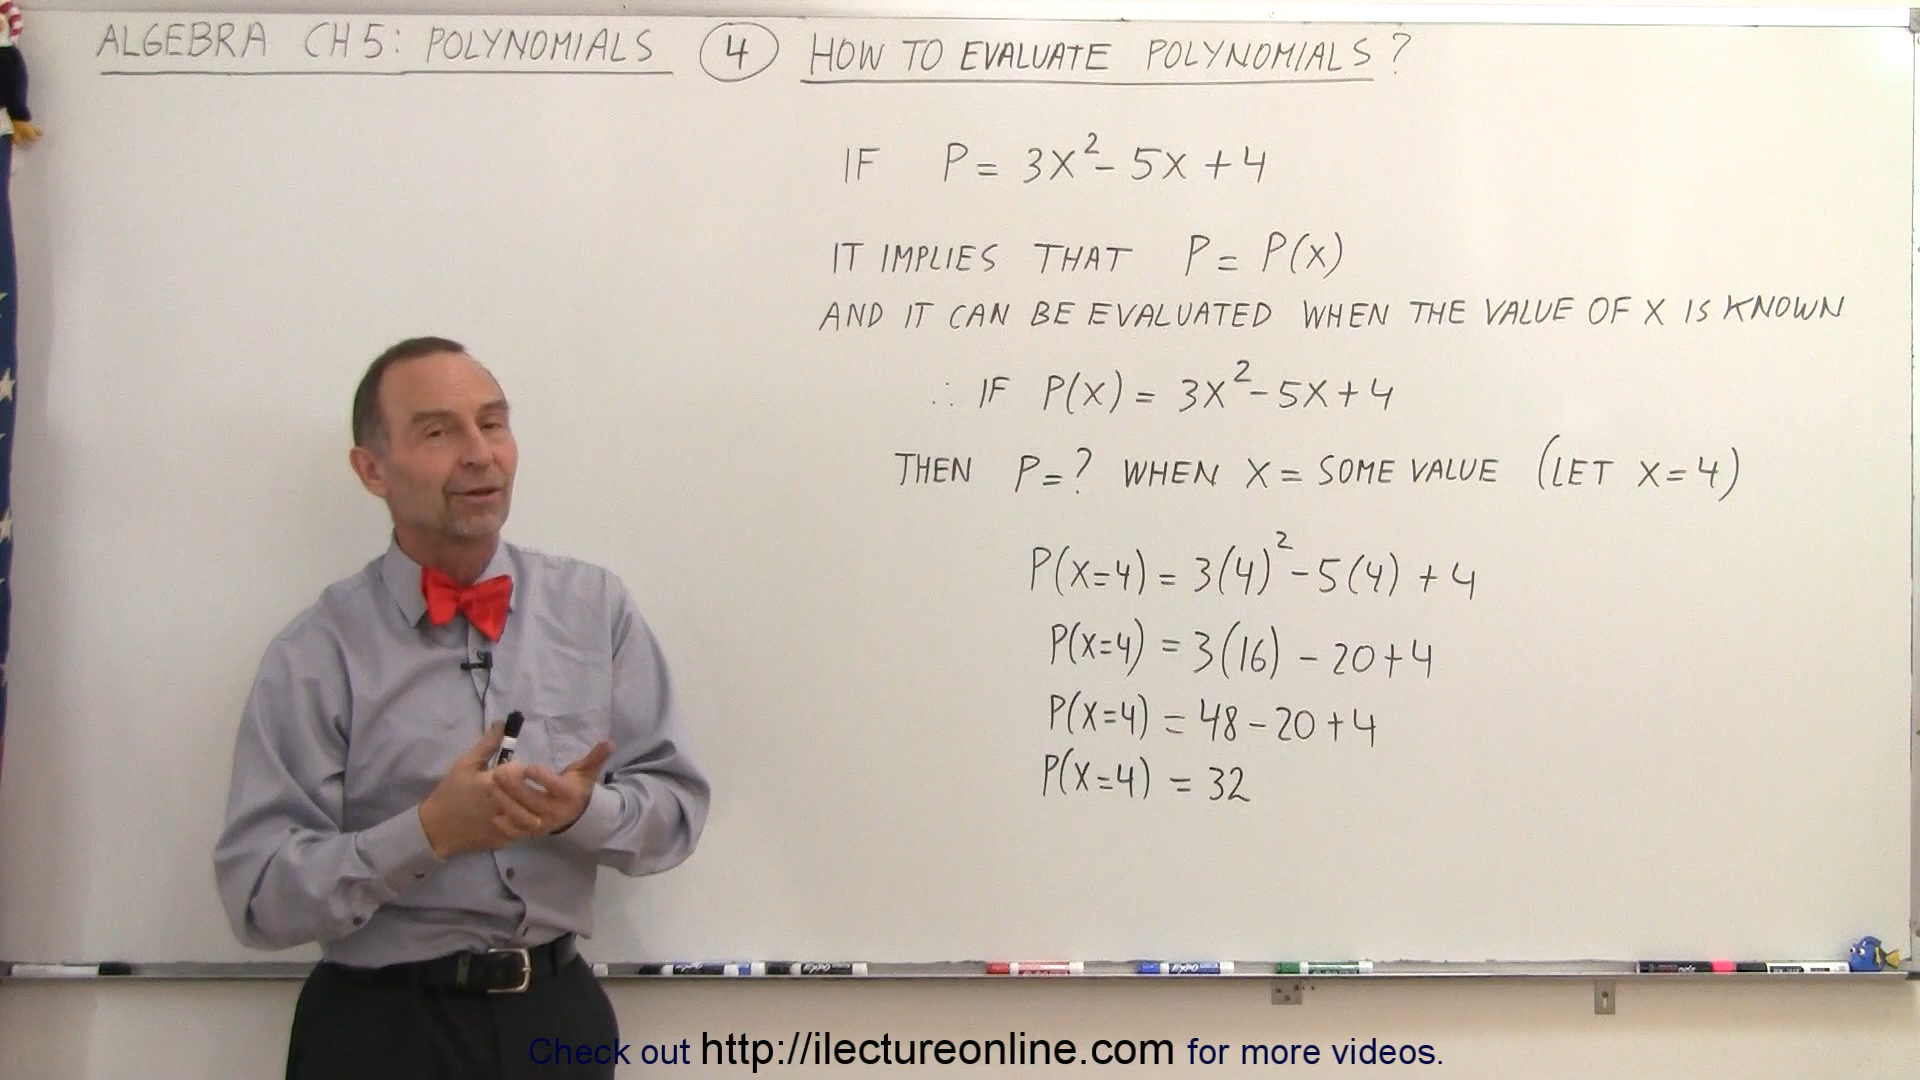 ALGEBRA CH 5: POLYNOMIALS ④ HOW TO EVALUATE POLYNOMIALS?
IF P = 3X² - 5X + 4
IT IMPLIES THAT P = P(X)
AND IT CAN BE EVALUATED WHEN THE VALUE OF X IS KNOWN
∴ IF P(X) = 3X² - 5X + 4
THEN P = ? WHEN X = SOME VALUE (LET X = 4)
P(X=4) = 3(4)² - 5(4) + 4
P(X=4) = 3(16) - 20 + 4
P(X=4) = 48 - 20 + 4
P(X=4) = 32
Check out http://ilectureonline.com for more videos.